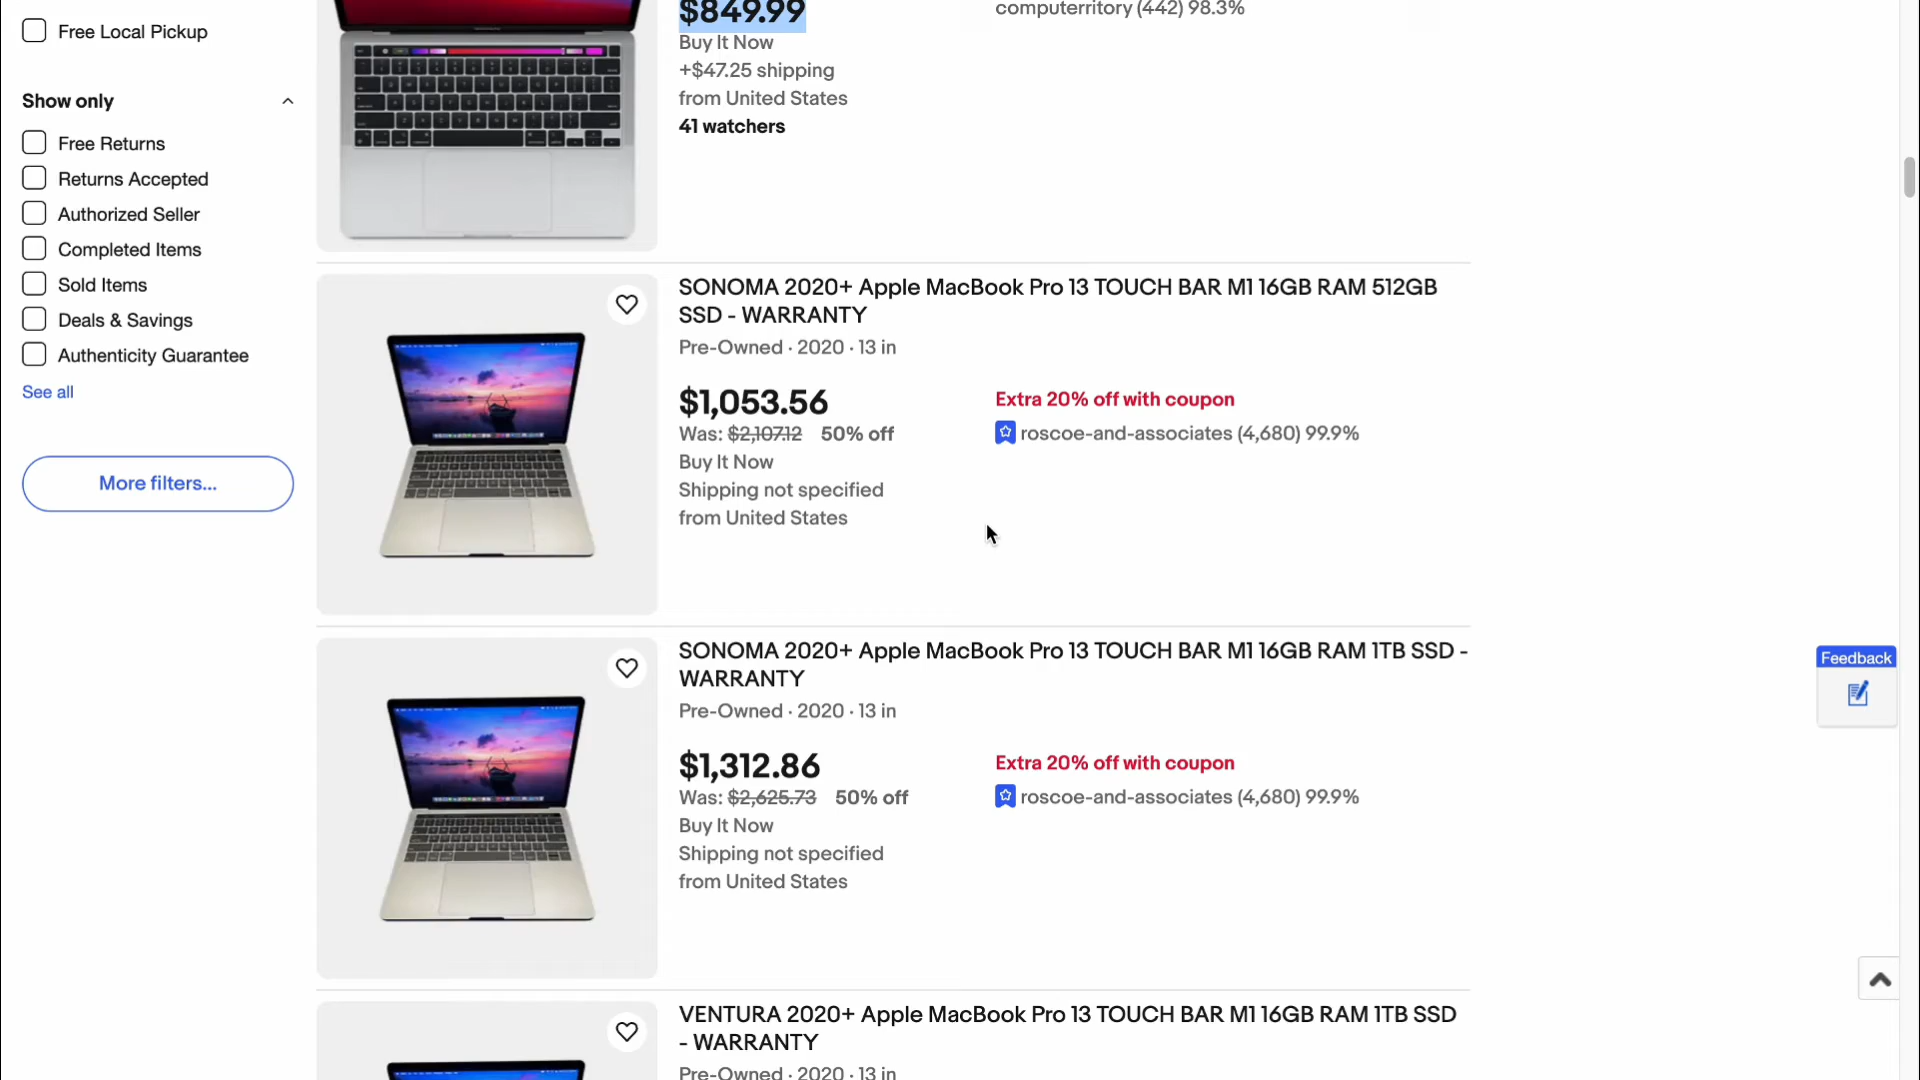 Free Local Pickup
Show only
Free Returns
Returns Accepted
Authorized Seller
Completed Items
Sold Items
Deals & Savings
Authenticity Guarantee
See all
More filters...
$849.99
computerritory (442) 98.3%
Buy It Now
+$47.25 shipping
from United States
41 watchers
SONOMA 2020+ Apple MacBook Pro 13 TOUCH BAR M1 16GB RAM 512GB
SSD - WARRANTY
Pre-Owned · 2020 · 13 in
$1,053.56
Extra 20% off with coupon
Was: $2,107.12 50% off
roscoe-and-associates (4,680) 99.9%
Buy It Now
Shipping not specified
from United States
SONOMA 2020+ Apple MacBook Pro 13 TOUCH BAR M1 16GB RAM 1TB SSD -
WARRANTY
Pre-Owned · 2020 · 13 in
$1,312.86
Extra 20% off with coupon
Was: $2,625.73 50% off
roscoe-and-associates (4,680) 99.9%
Buy It Now
Shipping not specified
from United States
VENTURA 2020+ Apple MacBook Pro 13 TOUCH BAR M1 16GB RAM 1TB SSD
- WARRANTY
Pre-Owned · 2020 · 13 in
Feedback